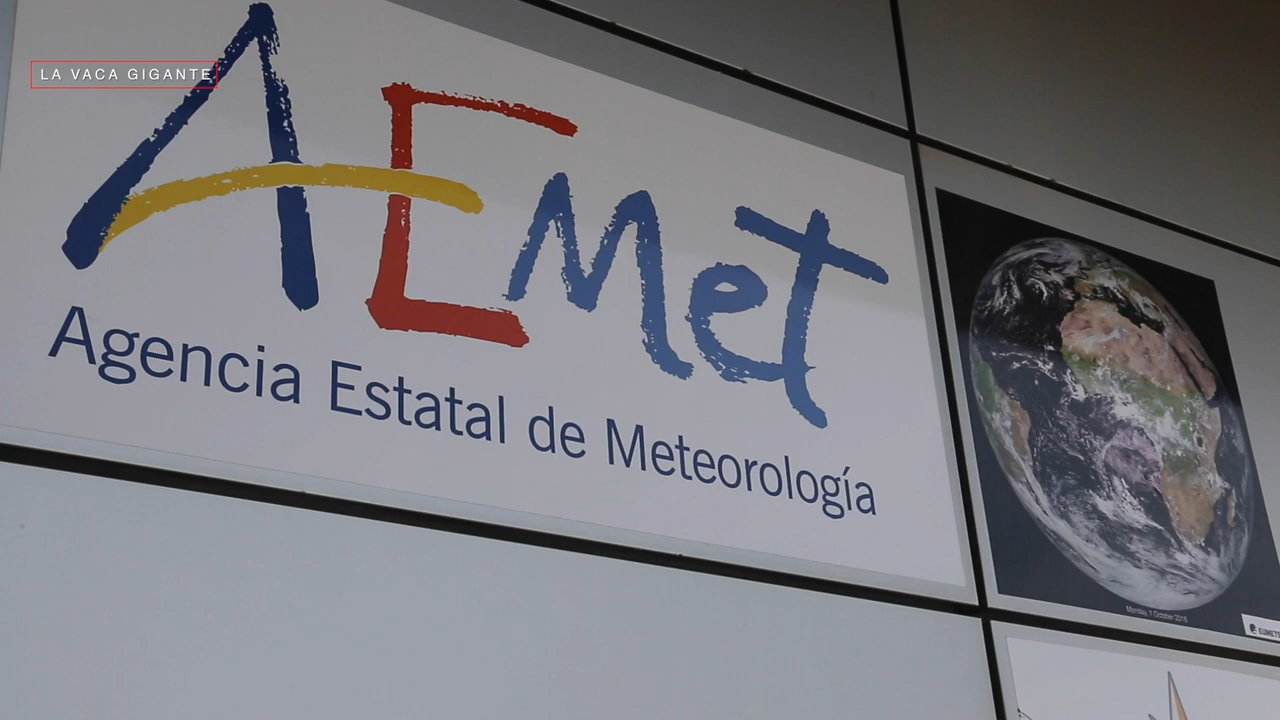 LA VACA GIGANTE
AEMet
Agencia Estatal de Meteorología
Monday, 1 October 2018